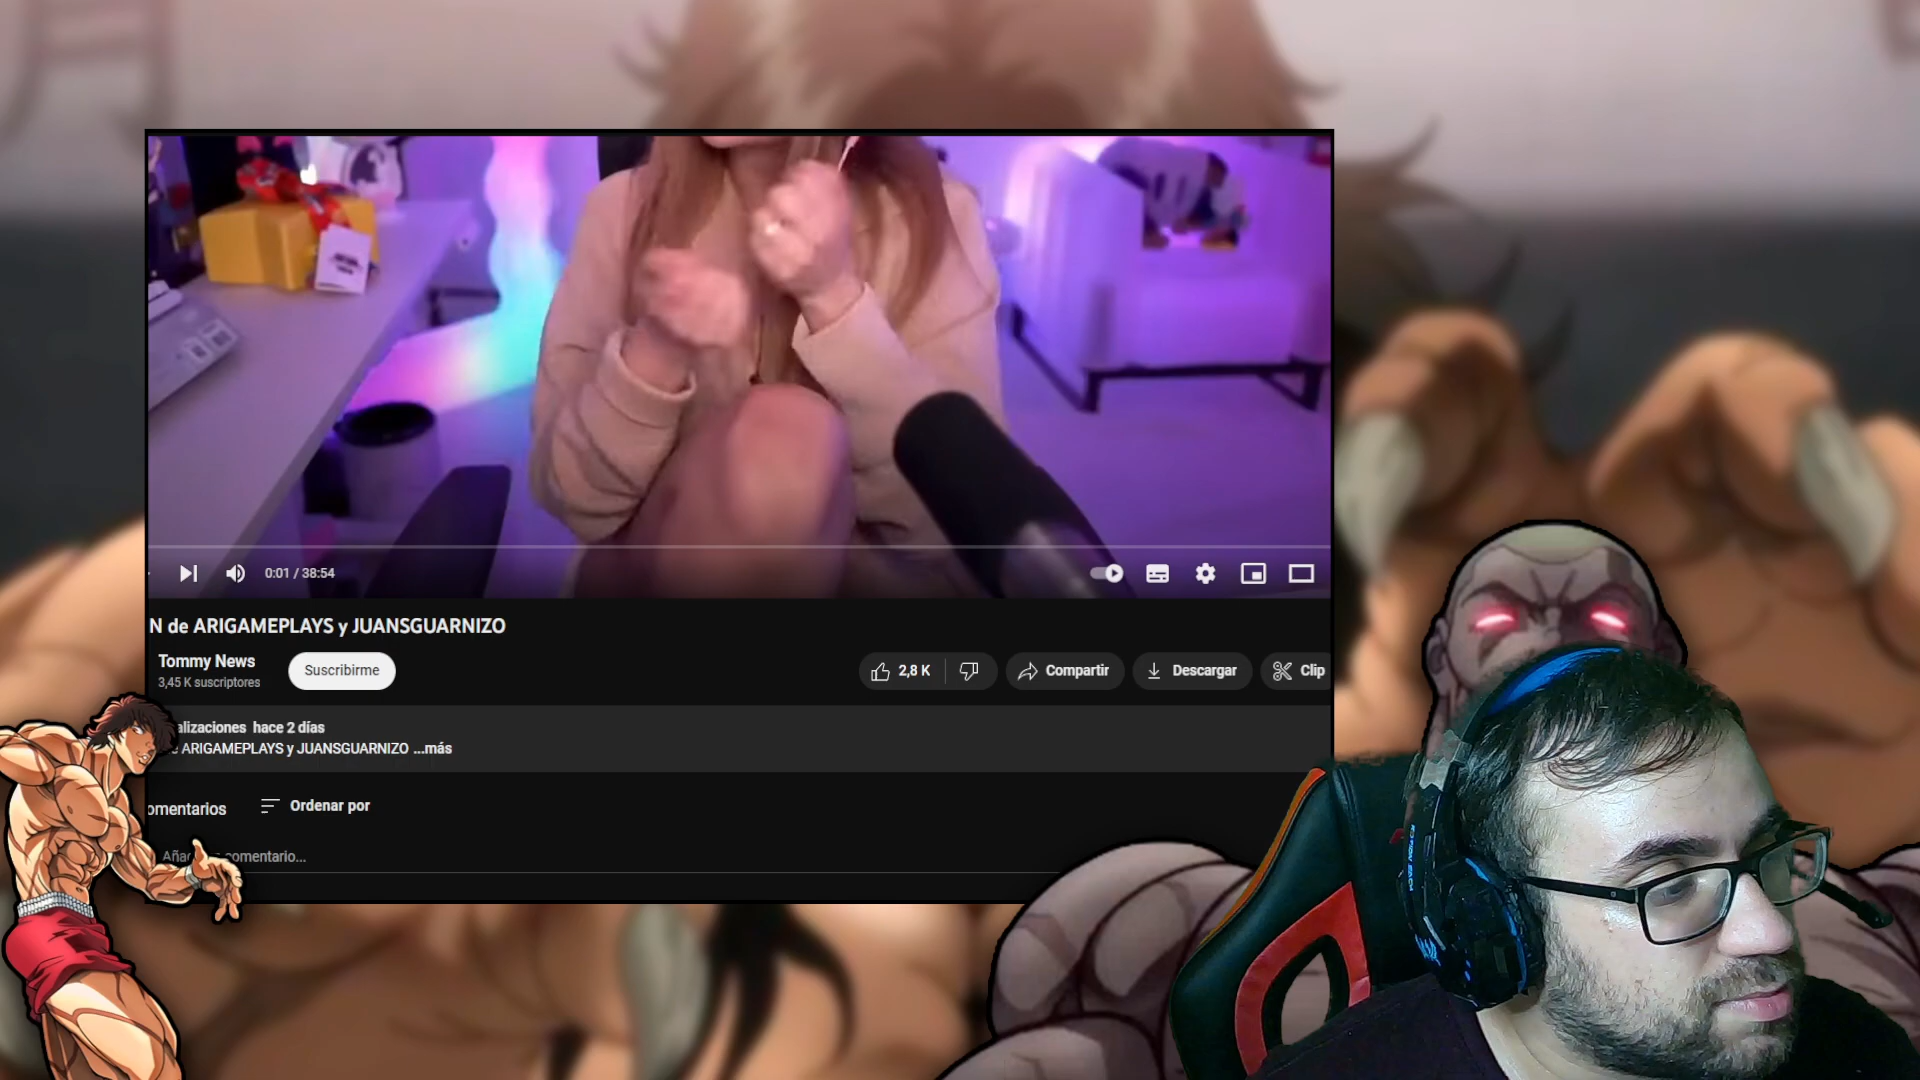 0:01 / 38:54
N de ARIGAMEPLAYS y JUANSGUARNIZO
Tommy News
3,45 K suscriptores
Suscribirme
2,8 K
Compartir
Descargar
Clip
alizaciones hace 2 días
ARIGAMEPLAYS y JUANSGUARNIZO ...más
omentarios
Ordenar por
comentario...